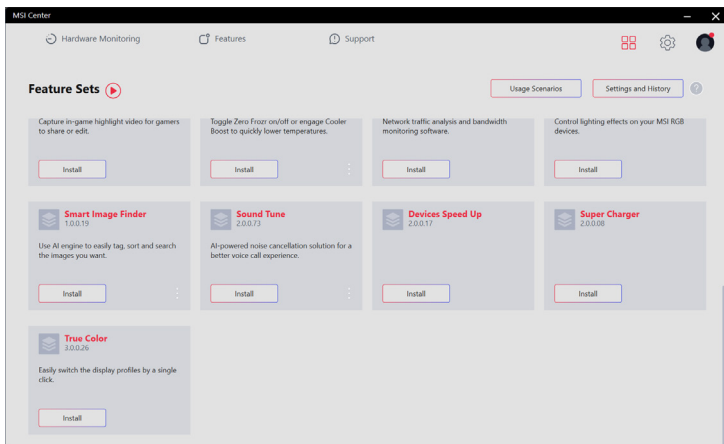 MSI Center
Hardware Monitoring
Features
Support
Feature Sets
Usage Scenarios
Settings and History
?
Capture in-game highlight video for gamers
to share or edit.
Install
Toggle Zero Frozr on/off or engage Cooler
Boost to quickly lower temperatures.
Install
Network traffic analysis and bandwidth
monitoring software.
Install
Control lighting effects on your MSI RGB
devices.
Install
Smart Image Finder
1.0.0.19
Use AI engine to easily tag, sort and search
the images you want.
Install
Sound Tune
2.0.0.73
AI-powered noise cancellation solution for a
better voice call experience.
Install
Devices Speed Up
2.0.0.17
Install
Super Charger
2.0.0.08
Install
True Color
3.0.0.26
Easily switch the display profiles by a single
click.
Install